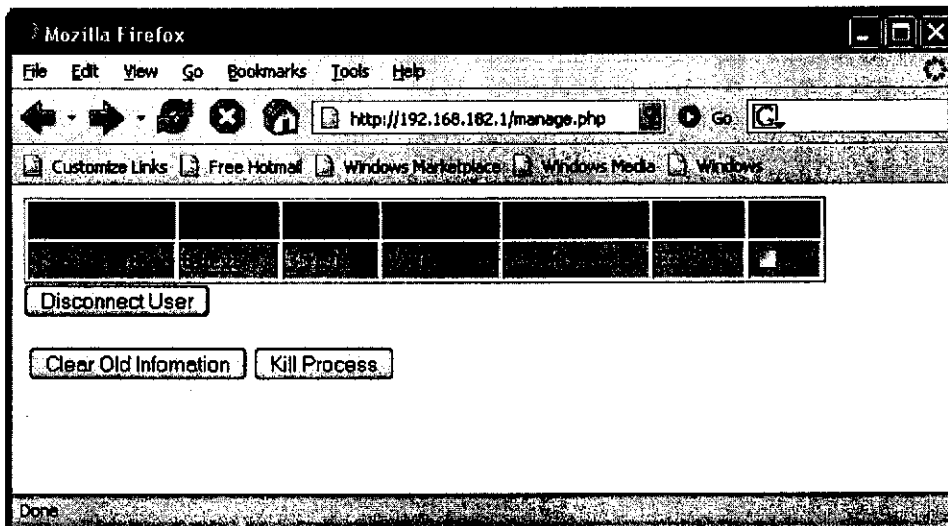 Mozilla Firefox
File Edit View Go Bookmarks Tools Help
http://192.168.182.1/manage.php Go G
Customize Links Free Hotmail Windows Marketplace Windows Media Windows
Disconnect User
Clear Old Infomation Kill Process
Done